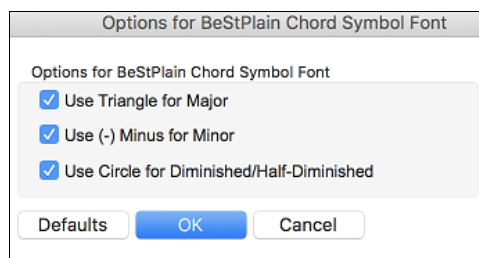 Options for BeStPlain Chord Symbol Font
Options for BeStPlain Chord Symbol Font
Use Triangle for Major
Use (-) Minus for Minor
Use Circle for Diminished/Half-Diminished
Defaults OK Cancel